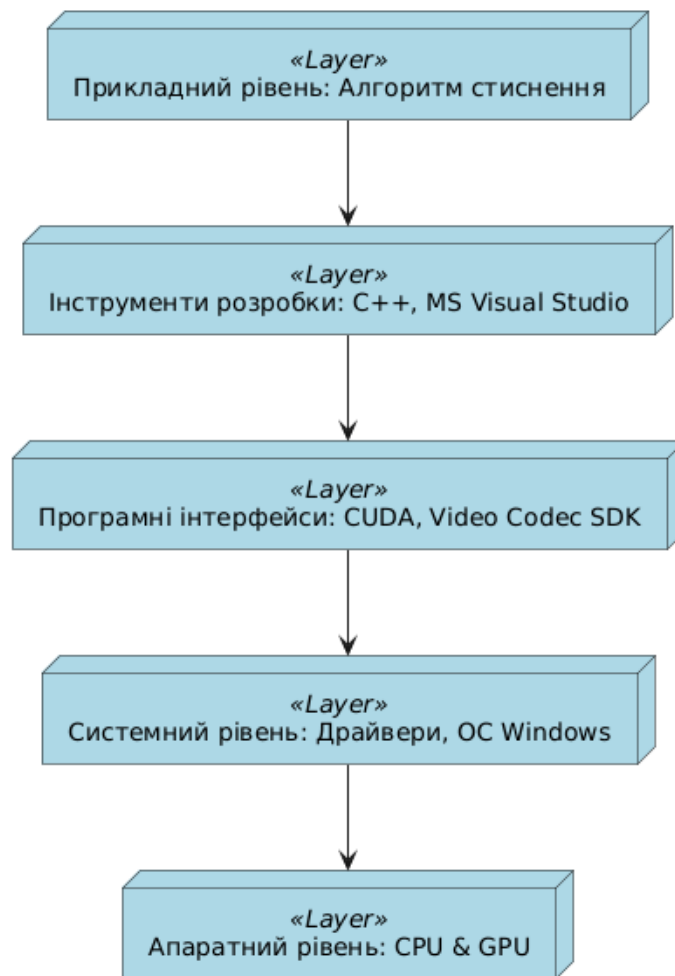 «Layer»
Прикладний рівень: Алгоритм стиснення
«Layer»
Інструменти розробки: C++, MS Visual Studio
«Layer»
Програмні інтерфейси: CUDA, Video Codec SDK
«Layer»
Системний рівень: Драйвери, ОС Windows
«Layer»
Апаратний рівень: CPU & GPU